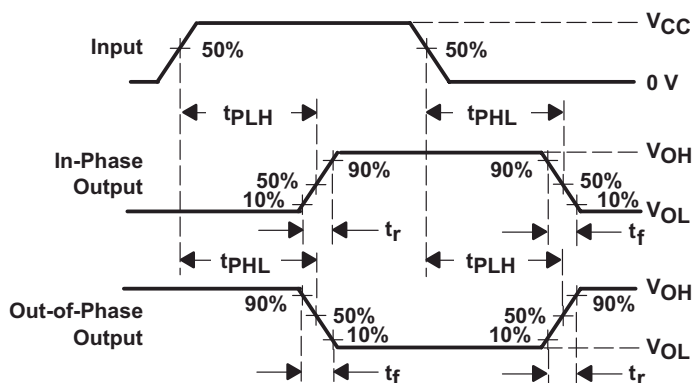 VCC
Input
50%
50%
0 V
tPLH
tPHL
In-Phase
Output
VOH
90%
90%
50%
50%
10%
10%
VOL
tr
tf
tPHL
tPLH
Out-of-Phase
Output
VOH
90%
90%
50%
50%
10%
10%
VOL
tf
tr